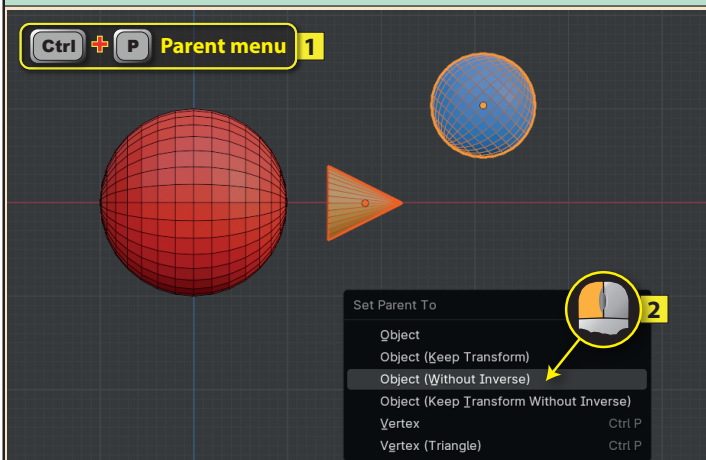 Ctrl + P Parent menu 1
Set Parent To
2
Object
Object (Keep Transform)
Object (Without Inverse)
Object (Keep Transform Without Inverse)
Vertex Ctrl P
Vertex (Triangle) Ctrl P